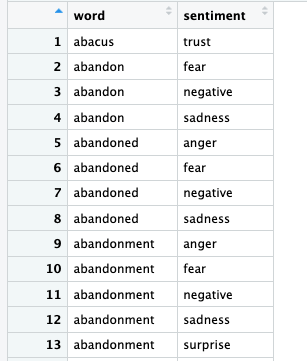 word sentiment
1 abacus trust
2 abandon fear
3 abandon negative
4 abandon sadness
5 abandoned anger
6 abandoned fear
7 abandoned negative
8 abandoned sadness
9 abandonment anger
10 abandonment fear
11 abandonment negative
12 abandonment sadness
13 abandonment surprise